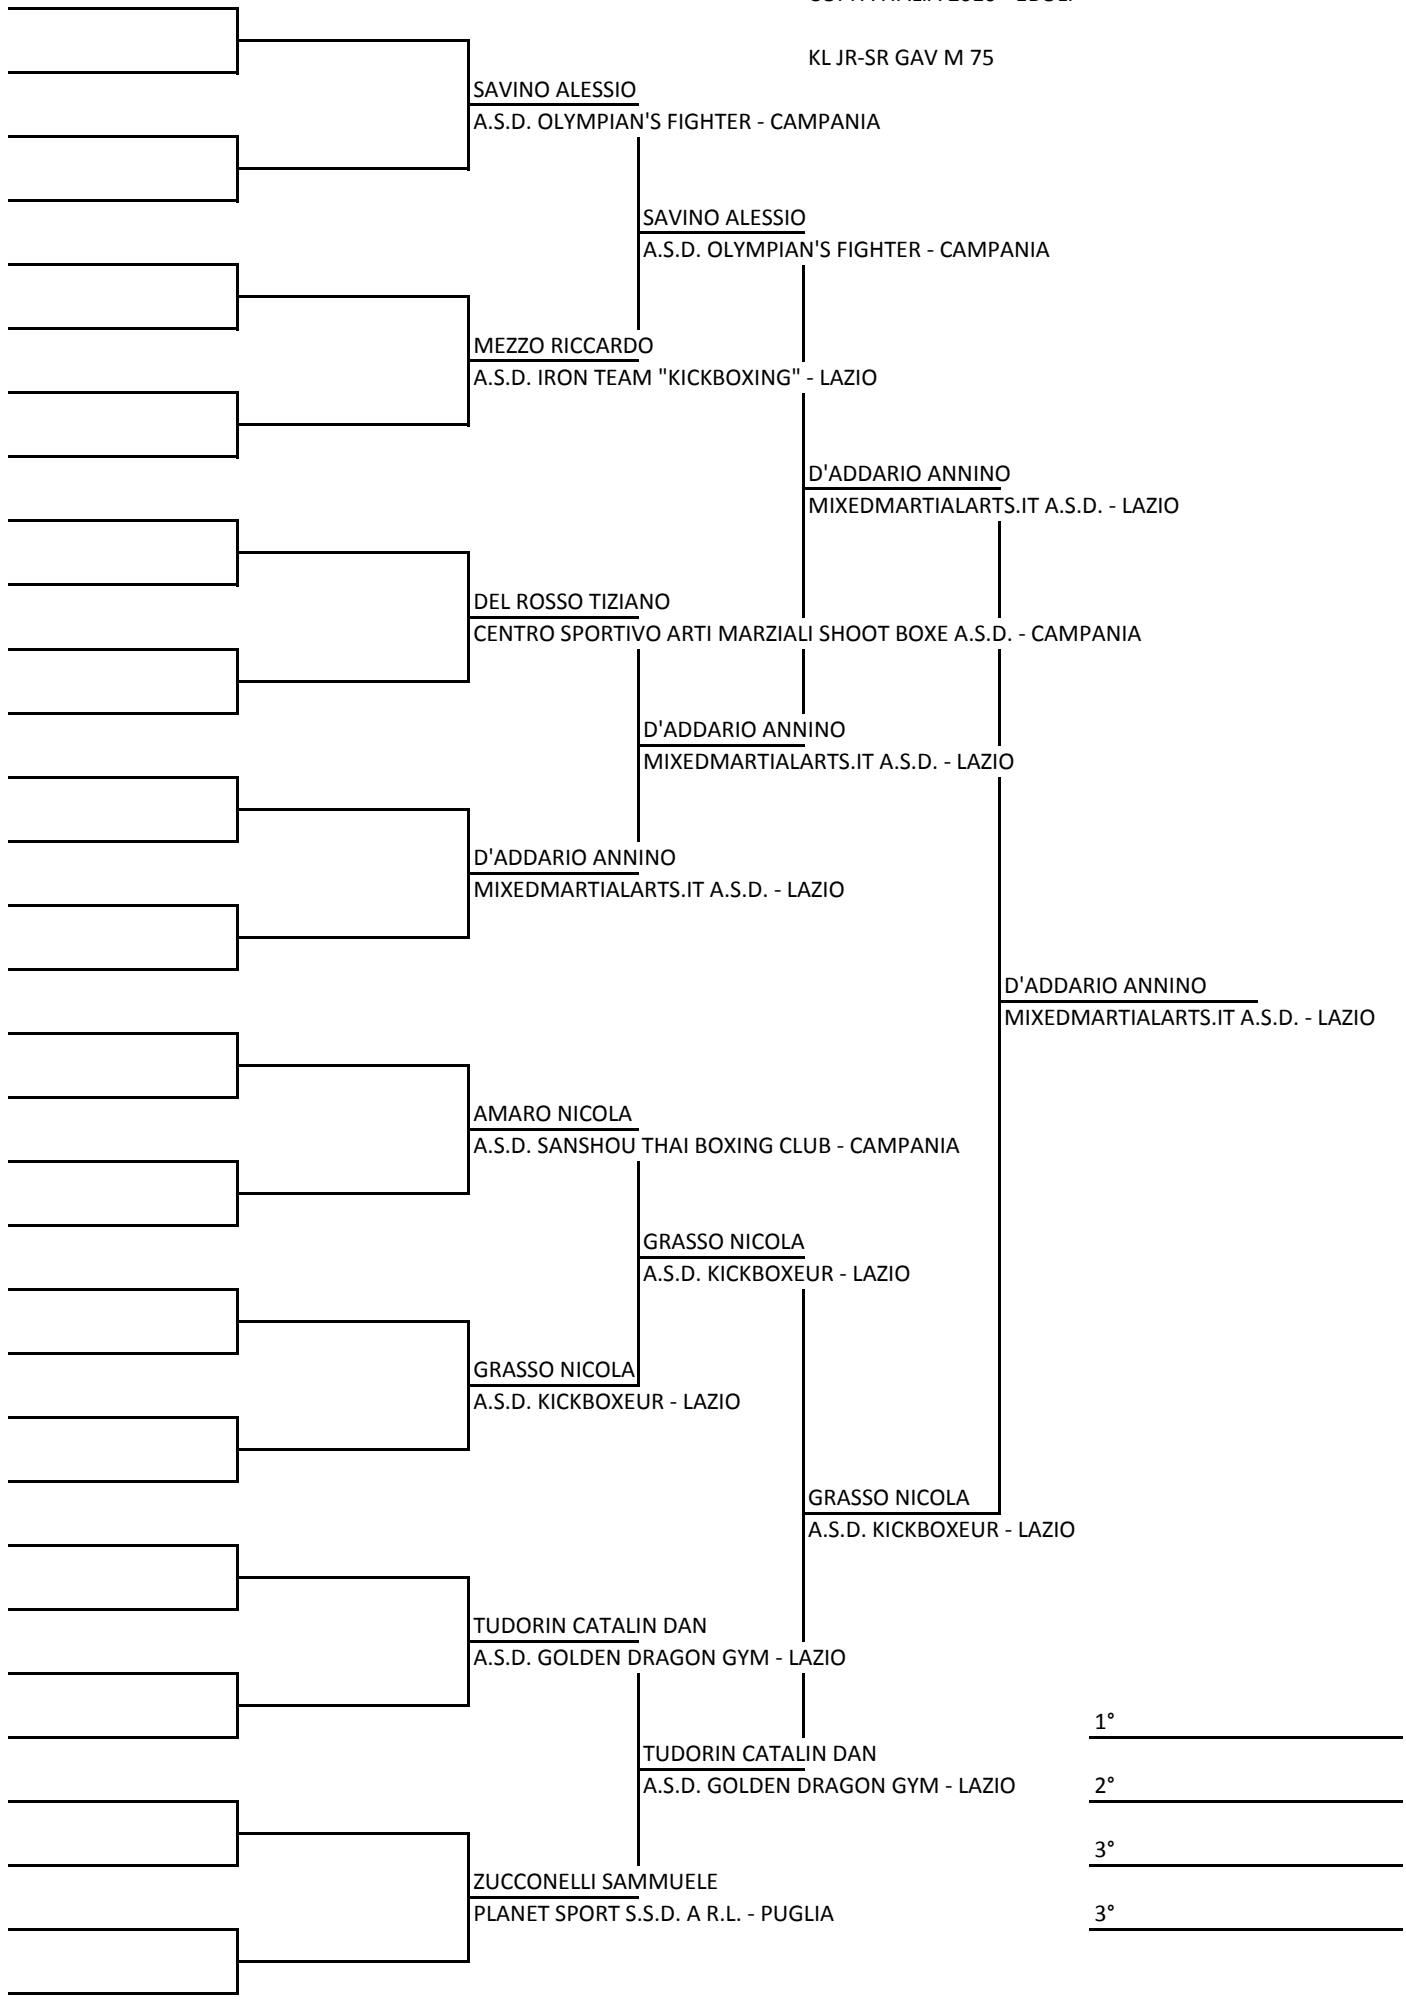 KL JR-SR GAV M 75
SAVINO ALESSIO
A.S.D. OLYMPIAN'S FIGHTER - CAMPANIA
SAVINO ALESSIO
A.S.D. OLYMPIAN'S FIGHTER - CAMPANIA
MEZZO RICCARDO
A.S.D. IRON TEAM "KICKBOXING" - LAZIO
D'ADDARIO ANNINO
MIXEDMARTIALARTS.IT A.S.D. - LAZIO
DEL ROSSO TIZIANO
CENTRO SPORTIVO ARTI MARZIALI SHOOT BOXE A.S.D. - CAMPANIA
D'ADDARIO ANNINO
MIXEDMARTIALARTS.IT A.S.D. - LAZIO
D'ADDARIO ANNINO
MIXEDMARTIALARTS.IT A.S.D. - LAZIO
D'ADDARIO ANNINO
MIXEDMARTIALARTS.IT A.S.D. - LAZIO
AMARO NICOLA
A.S.D. SANSHOU THAI BOXING CLUB - CAMPANIA
GRASSO NICOLA
A.S.D. KICKBOXEUR - LAZIO
GRASSO NICOLA
A.S.D. KICKBOXEUR - LAZIO
GRASSO NICOLA
A.S.D. KICKBOXEUR - LAZIO
TUDORIN CATALIN DAN
A.S.D. GOLDEN DRAGON GYM - LAZIO
1°
TUDORIN CATALIN DAN
A.S.D. GOLDEN DRAGON GYM - LAZIO
2°
3°
ZUCCONELLI SAMMUELE
PLANET SPORT S.S.D. A R.L. - PUGLIA
3°